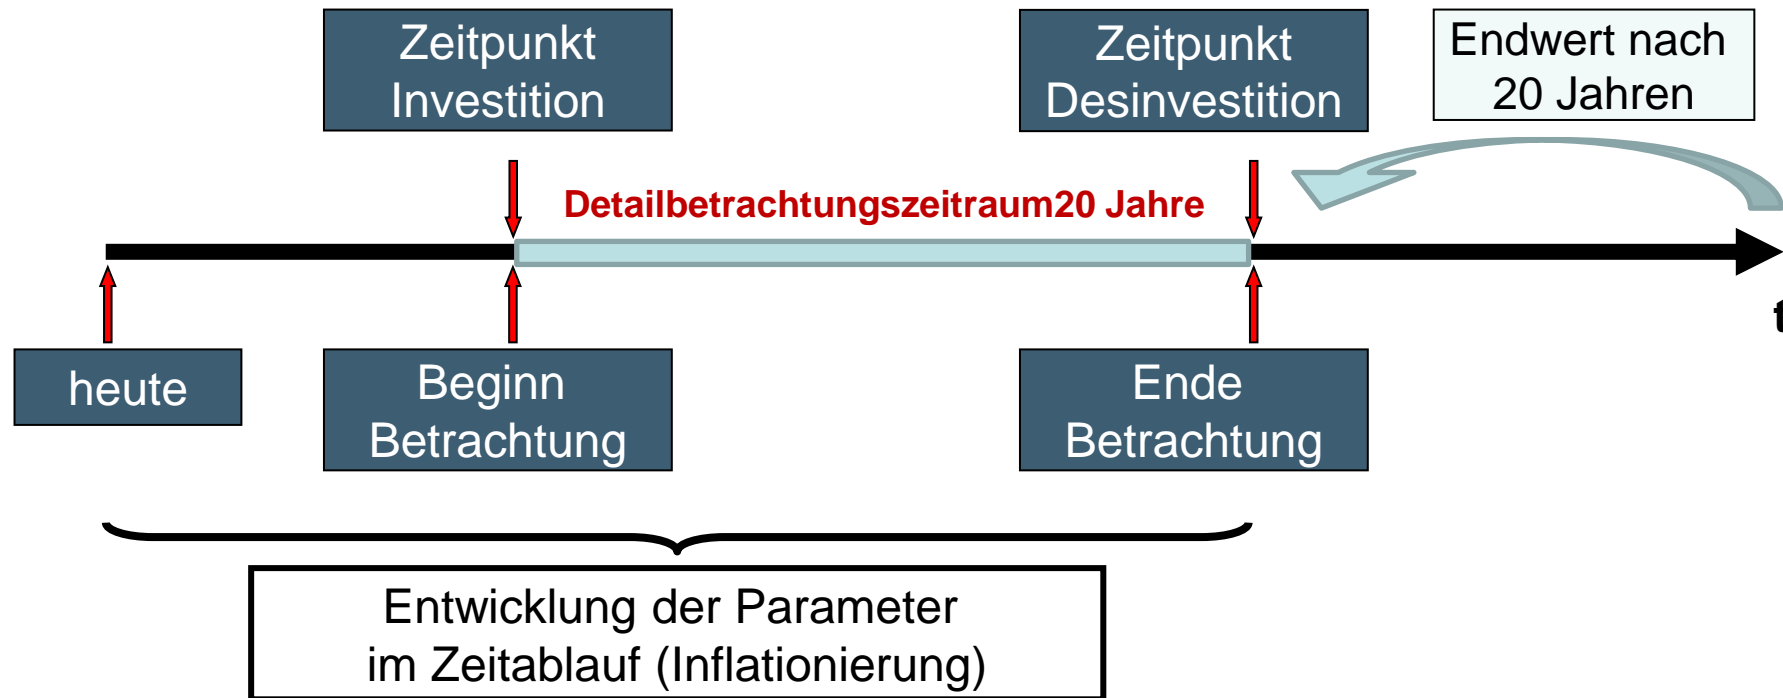 Zeitpunkt
Investition
Zeitpunkt
Desinvestition
Endwert nach
20 Jahren
Detailbetrachtungszeitraum20 Jahre
t
heute
Beginn
Betrachtung
Ende
Betrachtung
Entwicklung der Parameter
im Zeitablauf (Inflationierung)